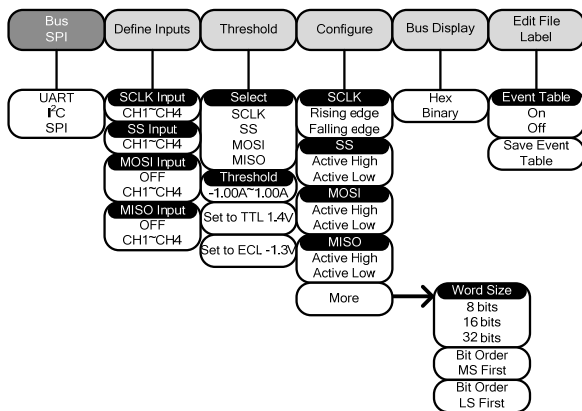 Bus
SPI
Define Inputs
Threshold
Configure
Bus Display
Edit File
Label
UART
I²C
SPI
SCLK Input
CH1~CH4
SS Input
CH1~CH4
MOSI Input
OFF
CH1~CH4
MISO Input
OFF
CH1~CH4
Select
SCLK
SS
MOSI
MISO
Threshold
-1.00A~1.00A
Set to TTL 1.4V
Set to ECL -1.3V
SCLK
Rising edge
Falling edge
SS
Active High
Active Low
MOSI
Active High
Active Low
MISO
Active High
Active Low
More
Hex
Binary
Event Table
On
Off
Save Event
Table
Word Size
8 bits
16 bits
32 bits
Bit Order
MS First
Bit Order
LS First